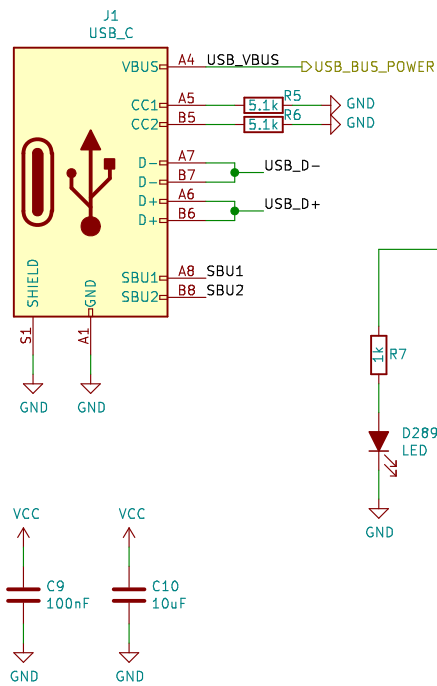 J1
USB_C
VBUS A4 USB_VBUS USB_BUS_POWER
CC1 A5 5.1k R5 GND
CC2 B5 5.1k R6 GND
D- A7
D- B7
USB_D-
D+ A6
D+ B6
USB_D+
SBU1 A8 SBU1
SBU2 B8 SBU2
SHIELD
GND
S1
A1
GND
GND
1k R7
D289
LED
GND
VCC
C9
100nF
GND
VCC
C10
10uF
GND